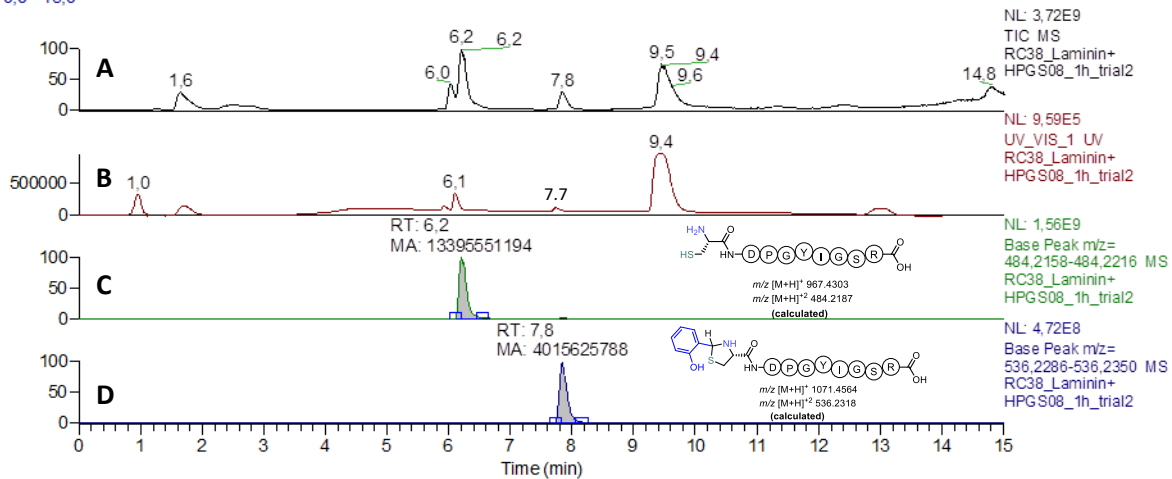 NL: 3,72E9
TIC MS
RC38_Laminin+
HPGS08_1h_trial2
A
100
50
0
1,6
6,0
6,2
6,2
7,8
9,5
9,4
9,6
14,8
NL: 9,59E5
UV_VIS_1 UV
RC38_Laminin+
HPGS08_1h_trial2
B
500000
0
1,0
6,1
7.7
9,4
NL: 1,56E9
Base Peak m/z=
484,2158-484,2216 MS
RC38_Laminin+
HPGS08_1h_trial2
C
100
50
0
RT: 6,2
MA: 13395551194
H2N
O
HS
HN D P G Y I G S R O
OH
m/z [M+H]+ 967.4303
m/z [M+H]+2 484.2187
(calculated)
NL: 4,72E8
Base Peak m/z=
536,2286-536,2350 MS
RC38_Laminin+
HPGS08_1h_trial2
D
100
50
0
RT: 7,8
MA: 4015625788
H
NH
O
S
OH
HN D P G Y I G S R O
OH
m/z [M+H]+ 1071.4564
m/z [M+H]+2 536.2318
(calculated)
0 1 2 3 4 5 6 7 8 9 10 11 12 13 14 15
Time (min)